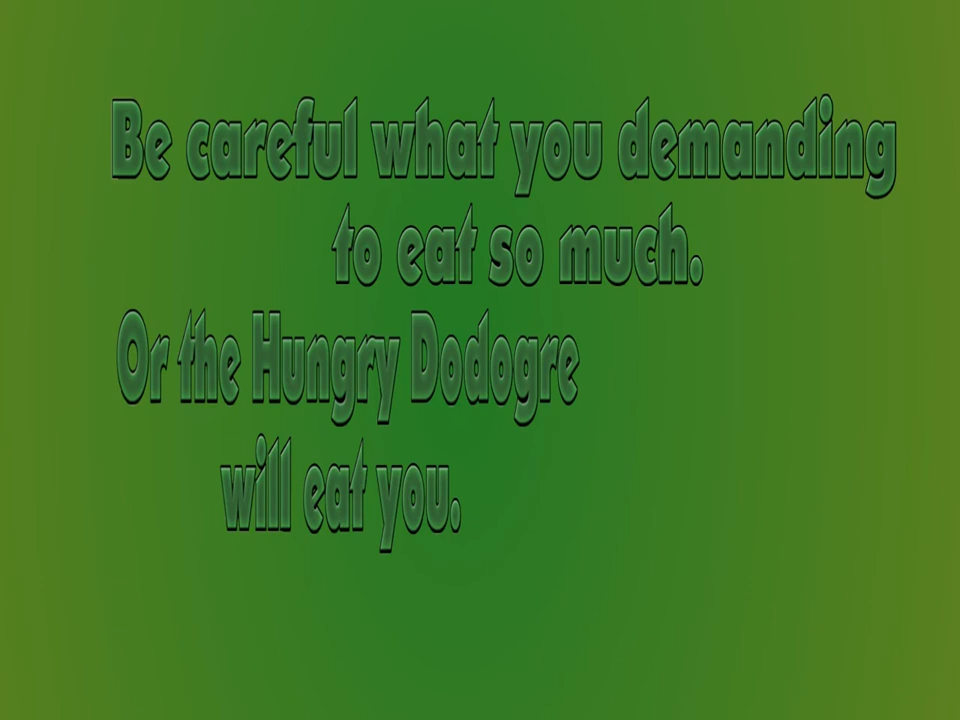 Be careful what you demanding
to eat so much.
Or the Hungry Dodogre
will eat you.